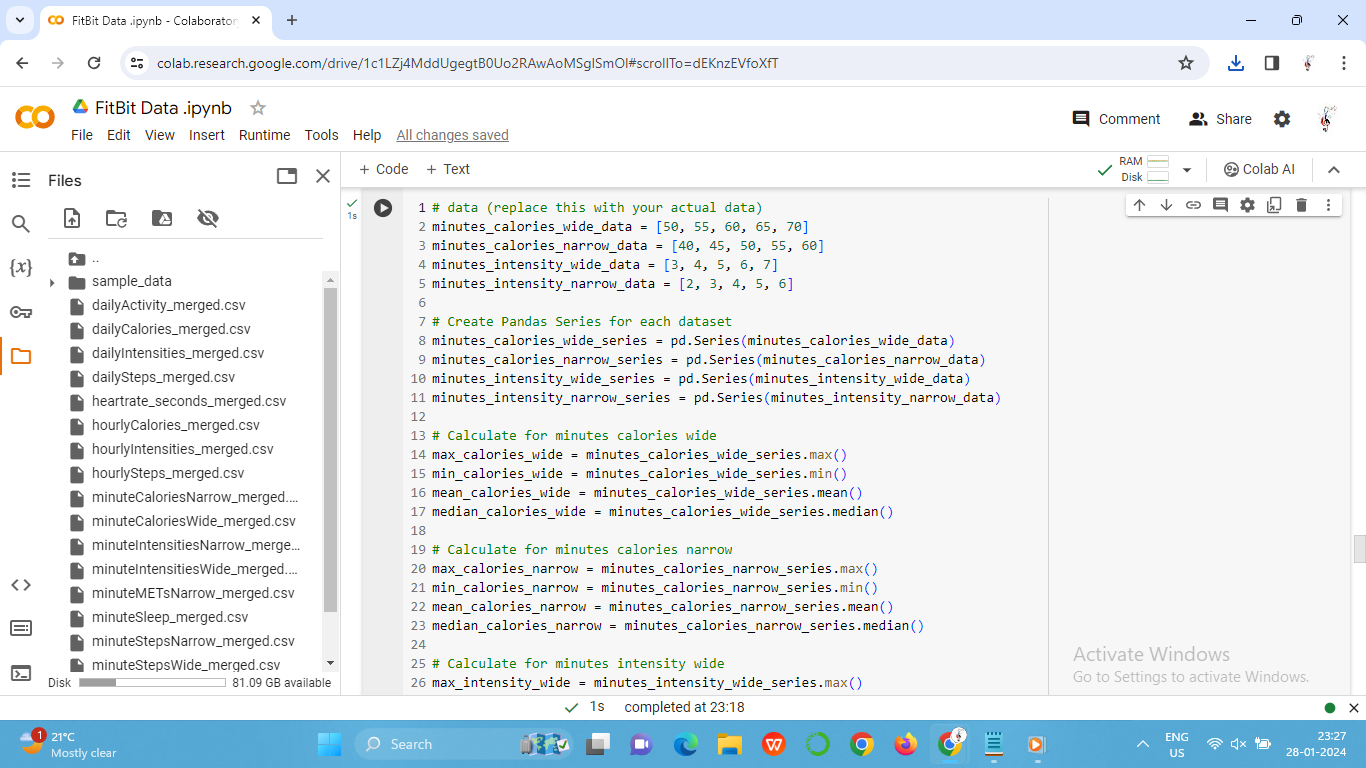 FitBit Data .ipynb - Colaborator
colab.research.google.com/drive/1c1LZj4MddUgegtB0Uo2RAwAoMSglSmOl#scrollTo=dEKnzEVfoXfT
FitBit Data .ipynb
File Edit View Insert Runtime Tools Help All changes saved
Comment Share
Files
+ Code + Text
RAM
Disk
Colab AI
..
sample_data
dailyActivity_merged.csv
dailyCalories_merged.csv
dailyIntensities_merged.csv
dailySteps_merged.csv
heartrate_seconds_merged.csv
hourlyCalories_merged.csv
hourlyIntensities_merged.csv
hourlySteps_merged.csv
minuteCaloriesNarrow_merged....
minuteCaloriesWide_merged.csv
minuteIntensitiesNarrow_merge...
minuteIntensitiesWide_merged....
minuteMETsNarrow_merged.csv
minuteSleep_merged.csv
minuteStepsNarrow_merged.csv
minuteStepsWide_merged.csv
Disk 81.09 GB available
{x}
1s
1 # data (replace this with your actual data)
2 minutes_calories_wide_data = [50, 55, 60, 65, 70]
3 minutes_calories_narrow_data = [40, 45, 50, 55, 60]
4 minutes_intensity_wide_data = [3, 4, 5, 6, 7]
5 minutes_intensity_narrow_data = [2, 3, 4, 5, 6]
6
7 # Create Pandas Series for each dataset
8 minutes_calories_wide_series = pd.Series(minutes_calories_wide_data)
9 minutes_calories_narrow_series = pd.Series(minutes_calories_narrow_data)
10 minutes_intensity_wide_series = pd.Series(minutes_intensity_wide_data)
11 minutes_intensity_narrow_series = pd.Series(minutes_intensity_narrow_data)
12
13 # Calculate for minutes calories wide
14 max_calories_wide = minutes_calories_wide_series.max()
15 min_calories_wide = minutes_calories_wide_series.min()
16 mean_calories_wide = minutes_calories_wide_series.mean()
17 median_calories_wide = minutes_calories_wide_series.median()
18
19 # Calculate for minutes calories narrow
20 max_calories_narrow = minutes_calories_narrow_series.max()
21 min_calories_narrow = minutes_calories_narrow_series.min()
22 mean_calories_narrow = minutes_calories_narrow_series.mean()
23 median_calories_narrow = minutes_calories_narrow_series.median()
24
25 # Calculate for minutes intensity wide
26 max_intensity_wide = minutes_intensity_wide_series.max()
Activate Windows
Go to Settings to activate Windows.
1s completed at 23:18
1
21°C
Mostly clear
Search
ENG
US
23:27
28-01-2024